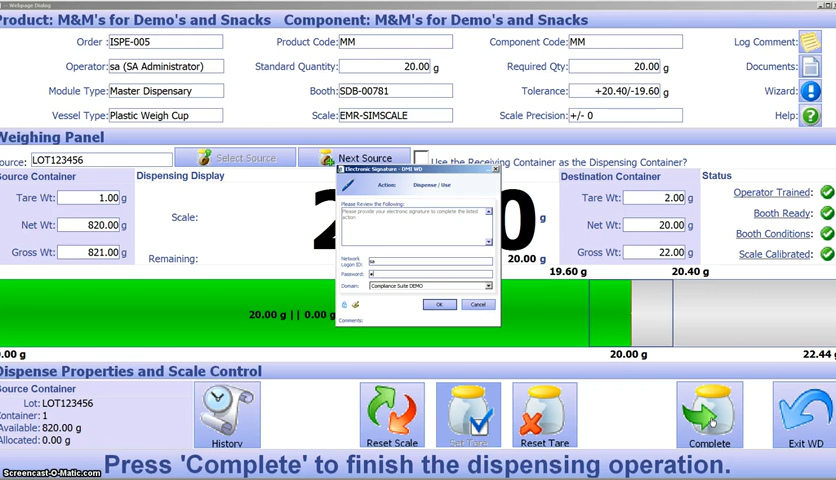 Webpage Dialog
Product: M&M's for Demo's and Snacks Component: M&M's for Demo's and Snacks
Order ISPE-005 Product Code: MM Component Code: MM Log Comment:
Operator: sa (SA Administrator) Standard Quantity: 20.00 g Required Qty: 20.00 g Documents:
Module Type: Master Dispensary Booth: SDB-00781 Tolerance: +20.40/-19.60 g Wizard:
Vessel Type: Plastic Weigh Cup Scale: EMR-SIMSCALE Scale Precision: +/- 0 Help:
Weighing Panel
ource: LOT123456 Select Source Next Source Use the Receiving Container as the Dispensing Container?
Source Container Dispensing Display Destination Container Status
Tare Wt: 1.00 g Scale: 2 0 g Tare Wt: 2.00 g Operator Trained:
Net Wt: 820.00 g Net Wt: 20.00 g Booth Ready:
Booth Conditions:
Gross Wt: 821.00 g Remaining: 20.00 g Gross Wt: 22.00 g Scale Calibrated:
Electronic Signature - DMI WD
Action: Dispense / Use
Please Review the Following:
Please provide your electronic signature to complete the listed
action
Network
Logon ID: sa
Password:
Domain: Compliance Suite DEMO
OK Cancel
Comments:
19.60 g 20.40 g
20.00 g || 0.00 g
0.00 g 20.00 g 22.44 g
Dispense Properties and Scale Control
Source Container
Lot: LOT123456
Container: 1
Available: 820.00 g
Allocated: 0.00 g
History Reset Scale Set Tare Reset Tare Complete Exit WD
Press 'Complete' to finish the dispensing operation.
Screencast-O-Matic.com